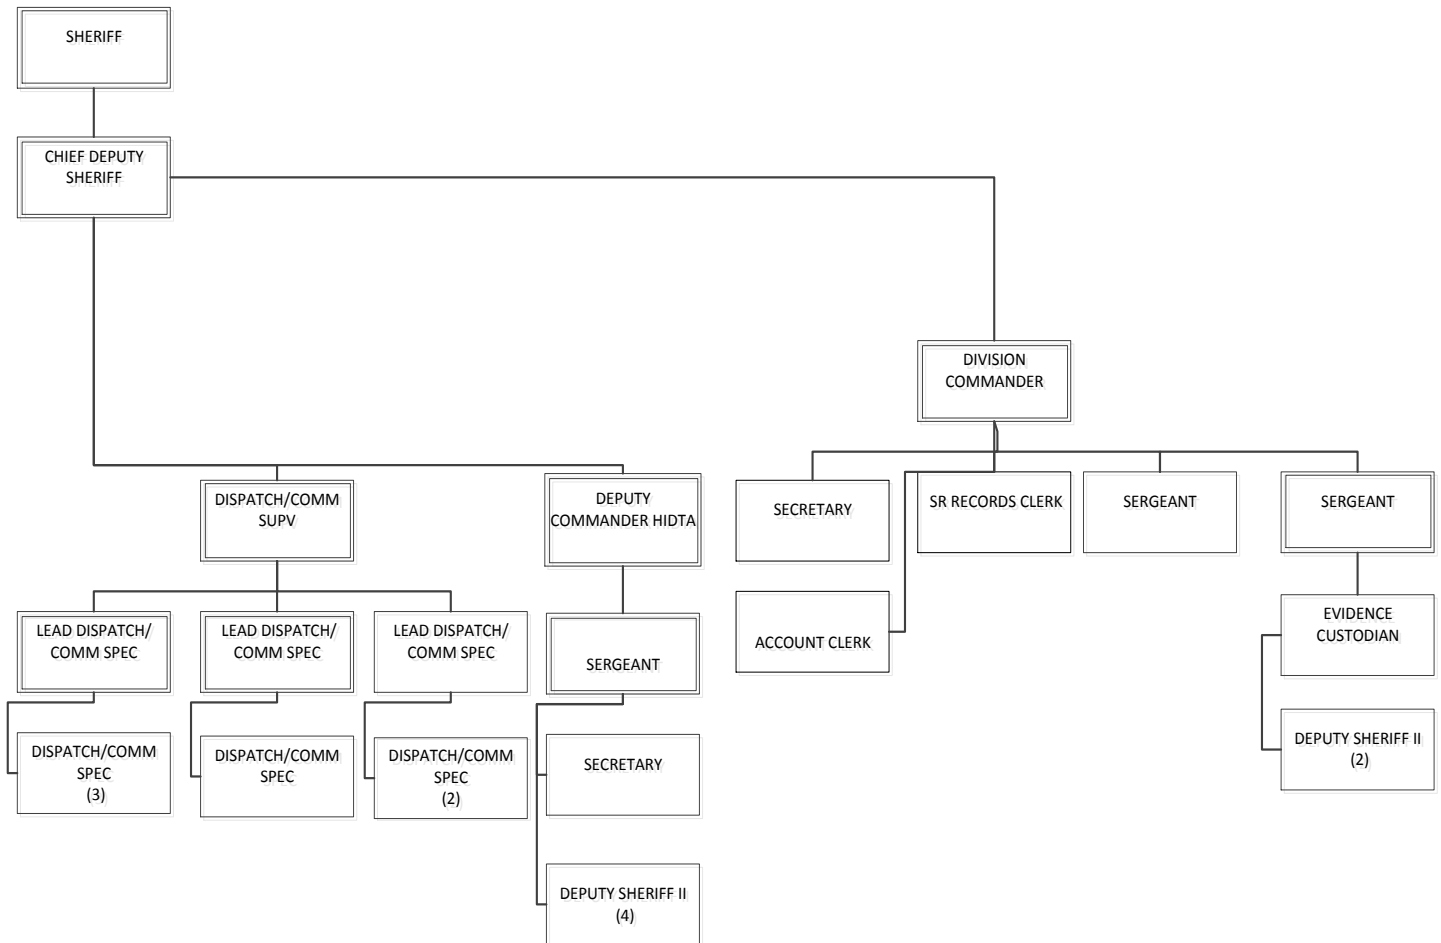 SHERIFF
CHIEF DEPUTY
SHERIFF
DIVISION
COMMANDER
DISPATCH/COMM
SUPV
DEPUTY
COMMANDER HIDTA
SECRETARY
SR RECORDS CLERK
SERGEANT
SERGEANT
LEAD DISPATCH/
COMM SPEC
LEAD DISPATCH/
COMM SPEC
LEAD DISPATCH/
COMM SPEC
SERGEANT
ACCOUNT CLERK
EVIDENCE
CUSTODIAN
DISPATCH/COMM
SPEC
(3)
DISPATCH/COMM
SPEC
DISPATCH/COMM
SPEC
(2)
SECRETARY
DEPUTY SHERIFF II
(2)
DEPUTY SHERIFF II
(4)